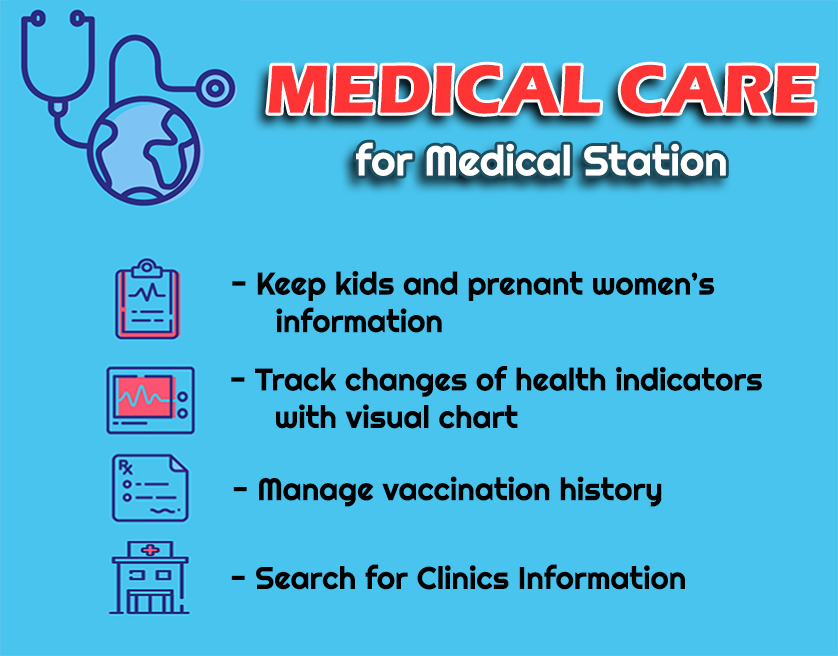 MEDICAL CARE
for Medical Station
- Keep kids and prenant women's
information
- Track changes of health indicators
with visual chart
Rx
- Manage vaccination history
- Search for Clinics Information